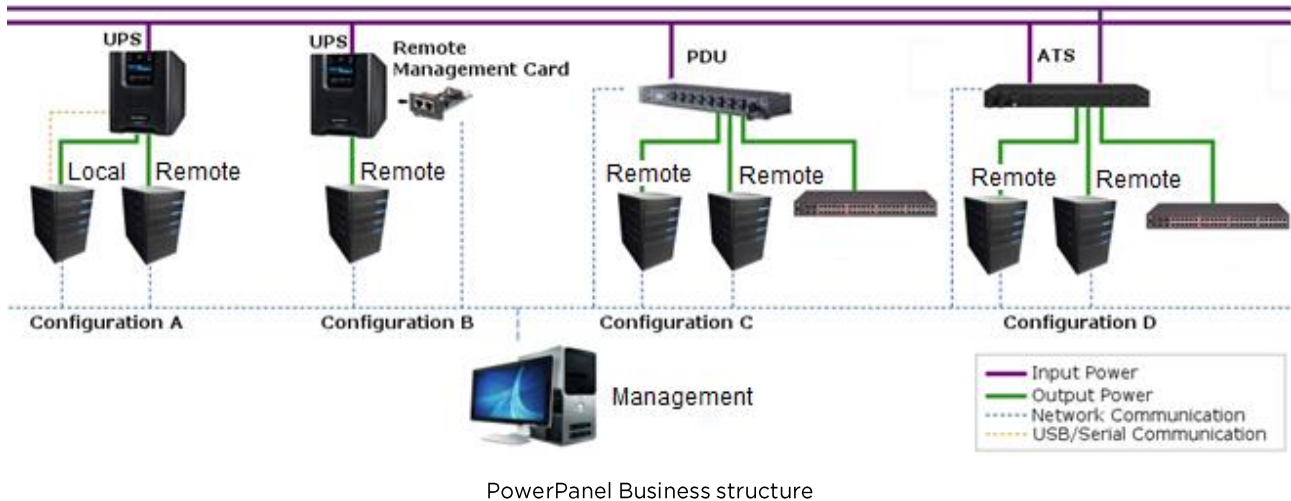 UPS
UPS
Remote
Management Card
PDU
ATS
Local
Remote
Remote
Remote
Remote
Remote
Remote
Configuration A
Configuration B
Configuration C
Configuration D
Management
Input Power
Output Power
Network Communication
USB/Serial Communication
PowerPanel Business structure